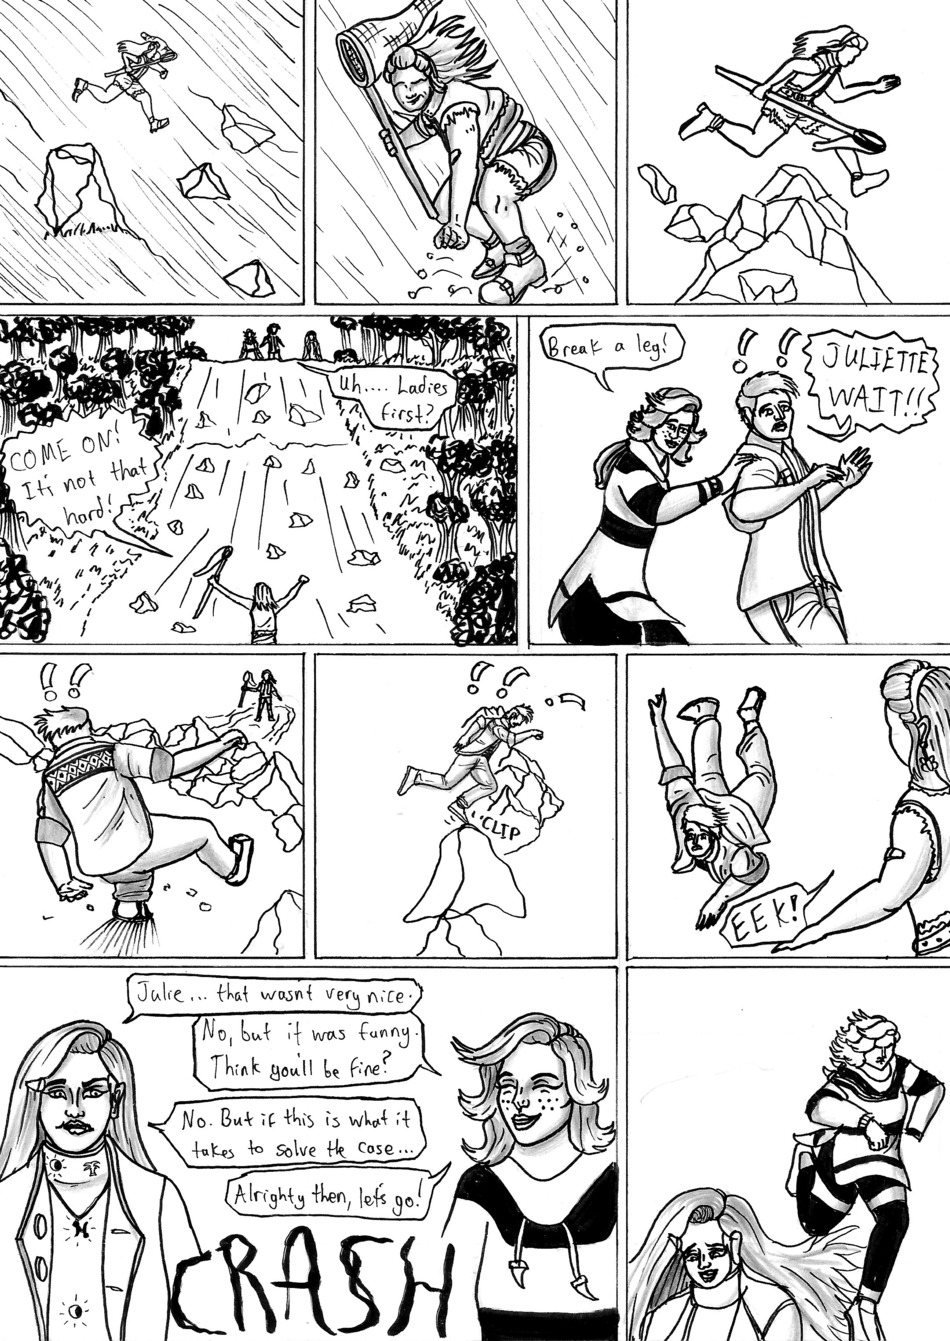 COME ON!
It's not that
hard!
Uh.... Ladies
first?
Break a leg!
JULIETTE
WAIT!!
CLIP
EEK!
Julie... that wasnt very nice.
No, but it was funny.
Think you'll be fine?
No. But if this is what it
takes to solve the case...
Alrighty then, let's go!
CRASH